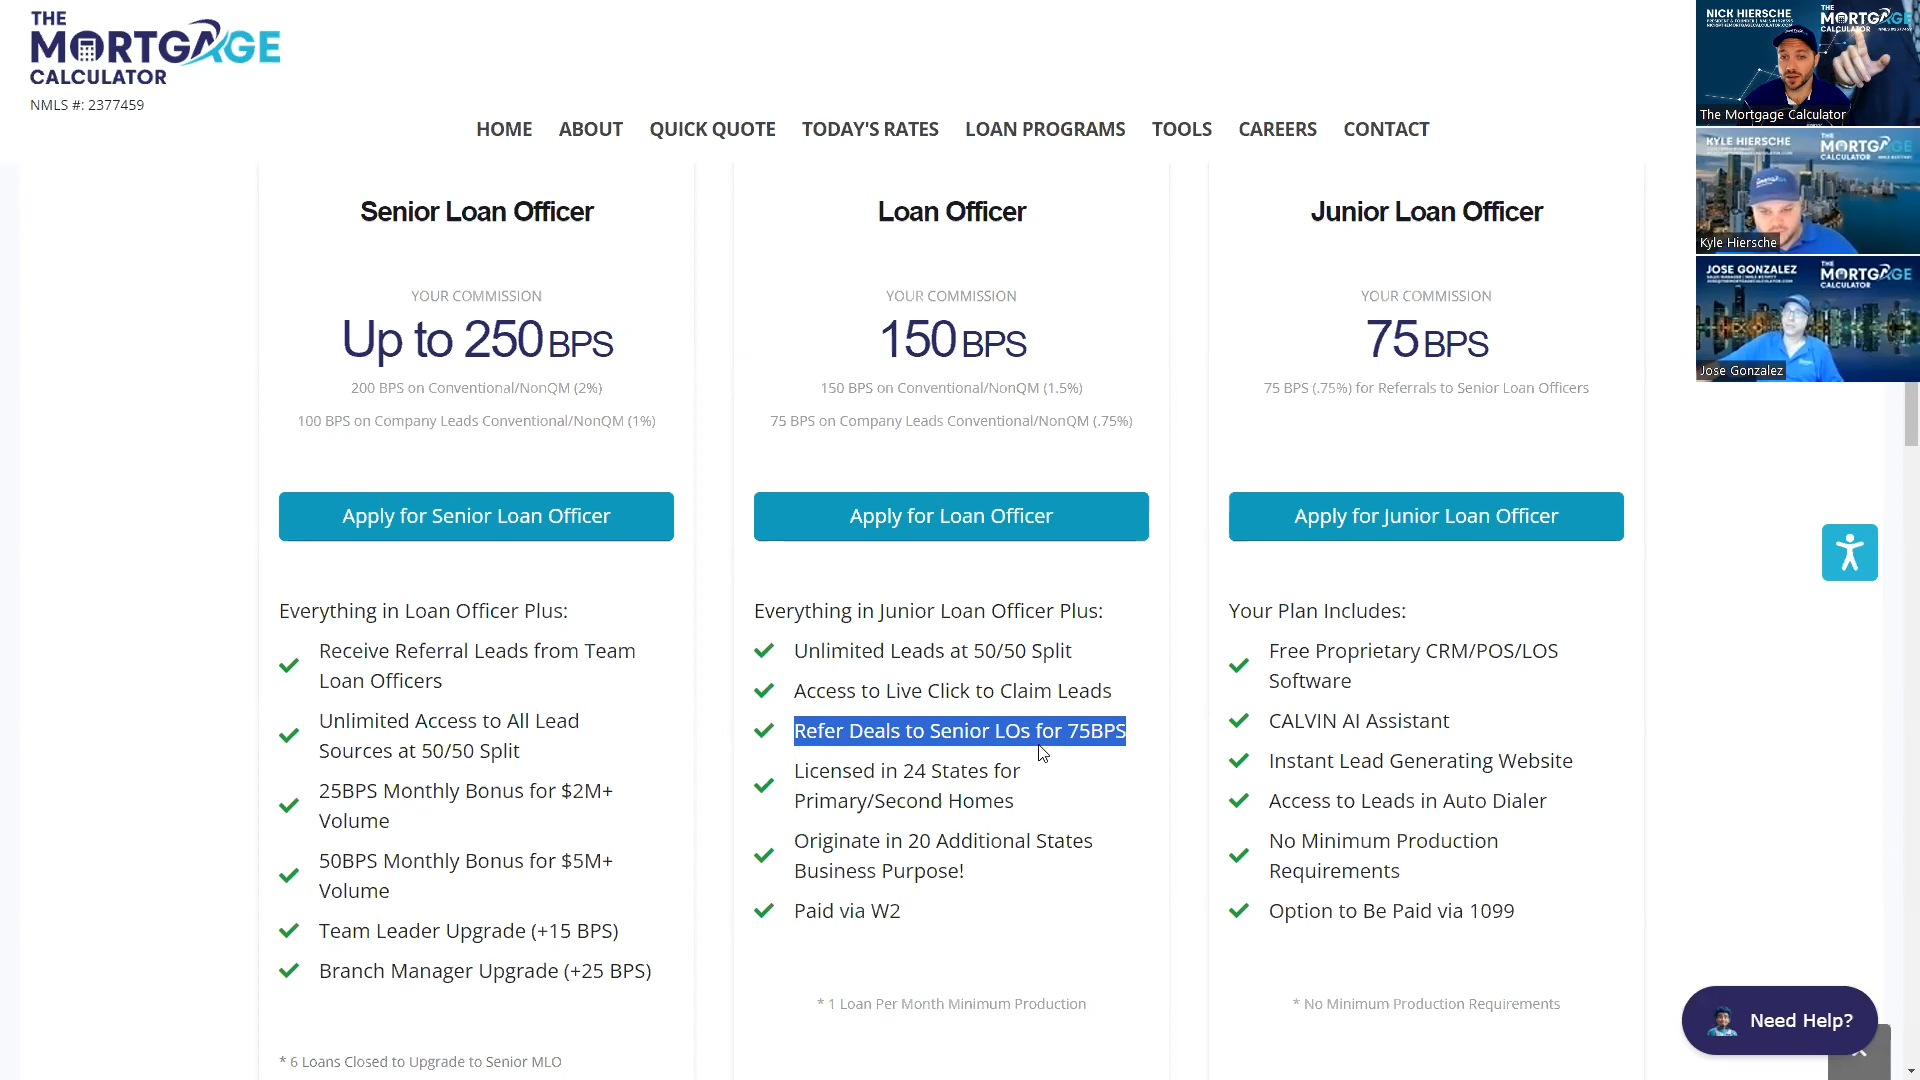 THE
MORTGAGE
CALCULATOR
NMLS #: 2377459
HOME ABOUT QUICK QUOTE TODAY'S RATES LOAN PROGRAMS TOOLS CAREERS CONTACT
Senior Loan Officer
YOUR COMMISSION
Up to 250 BPS
200 BPS on Conventional/NonQM (2%)
100 BPS on Company Leads Conventional/NonQM (1%)
Apply for Senior Loan Officer
Everything in Loan Officer Plus:
Receive Referral Leads from Team
Loan Officers
Unlimited Access to All Lead
Sources at 50/50 Split
25BPS Monthly Bonus for $2M+
Volume
50BPS Monthly Bonus for $5M+
Volume
Team Leader Upgrade (+15 BPS)
Branch Manager Upgrade (+25 BPS)
* 6 Loans Closed to Upgrade to Senior MLO
Loan Officer
YOUR COMMISSION
150 BPS
150 BPS on Conventional/NonQM (1.5%)
75 BPS on Company Leads Conventional/NonQM (.75%)
Apply for Loan Officer
Everything in Junior Loan Officer Plus:
Unlimited Leads at 50/50 Split
Access to Live Click to Claim Leads
Refer Deals to Senior LOs for 75BPS
Licensed in 24 States for
Primary/Second Homes
Originate in 20 Additional States
Business Purpose!
Paid via W2
* 1 Loan Per Month Minimum Production
Junior Loan Officer
YOUR COMMISSION
75 BPS
75 BPS (.75%) for Referrals to Senior Loan Officers
Apply for Junior Loan Officer
Your Plan Includes:
Free Proprietary CRM/POS/LOS
Software
CALVIN AI Assistant
Instant Lead Generating Website
Access to Leads in Auto Dialer
No Minimum Production
Requirements
Option to Be Paid via 1099
* No Minimum Production Requirements
NICK HIERSCHE
THE
MORTGAGE
CALCULATOR
The Mortgage Calculator
KYLE HIERSCHE
THE
MORTGAGE
CALCULATOR
Kyle Hiersche
JOSE GONZALEZ
THE
MORTGAGE
CALCULATOR
Jose Gonzalez
Need Help?